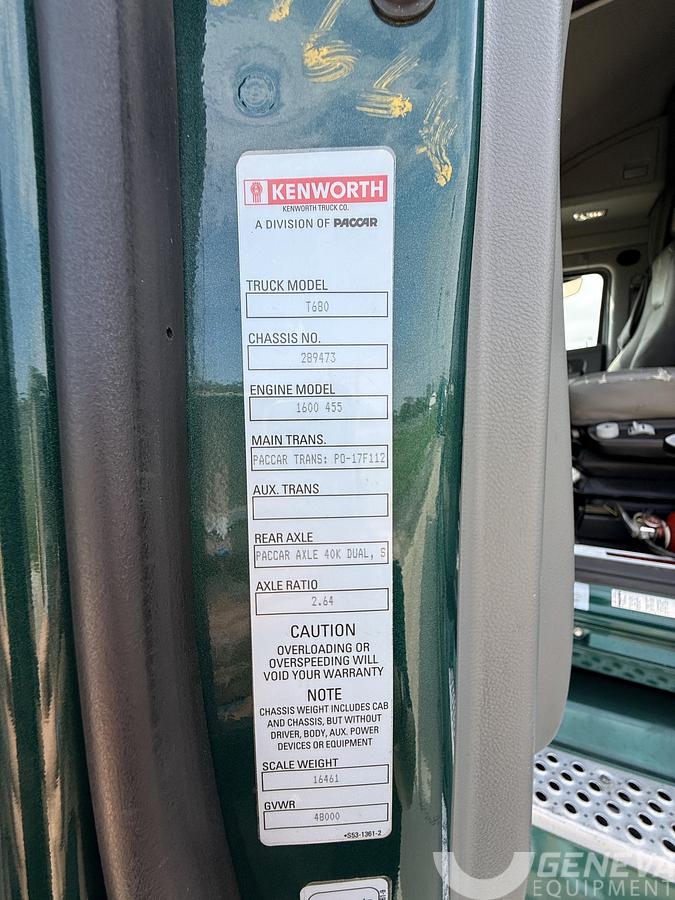 KENWORTH
KENWORTH TRUCK CO.
A DIVISION OF PACCAR
TRUCK MODEL
T680
CHASSIS NO.
289473
ENGINE MODEL
1600 455
MAIN TRANS.
PACCAR TRANS: PO-17F112
AUX. TRANS
REAR AXLE
PACCAR AXLE 40K DUAL, S
AXLE RATIO
2.64
CAUTION
OVERLOADING OR
OVERSPEEDING WILL
VOID YOUR WARRANTY
NOTE
CHASSIS WEIGHT INCLUDES CAB
AND CHASSIS, BUT WITHOUT
DRIVER, BODY, AUX. POWER
DEVICES OR EQUIPMENT
SCALE WEIGHT
16461
GVWR
48000
•S53-1361-2
GENEVA
EQUIPMENT